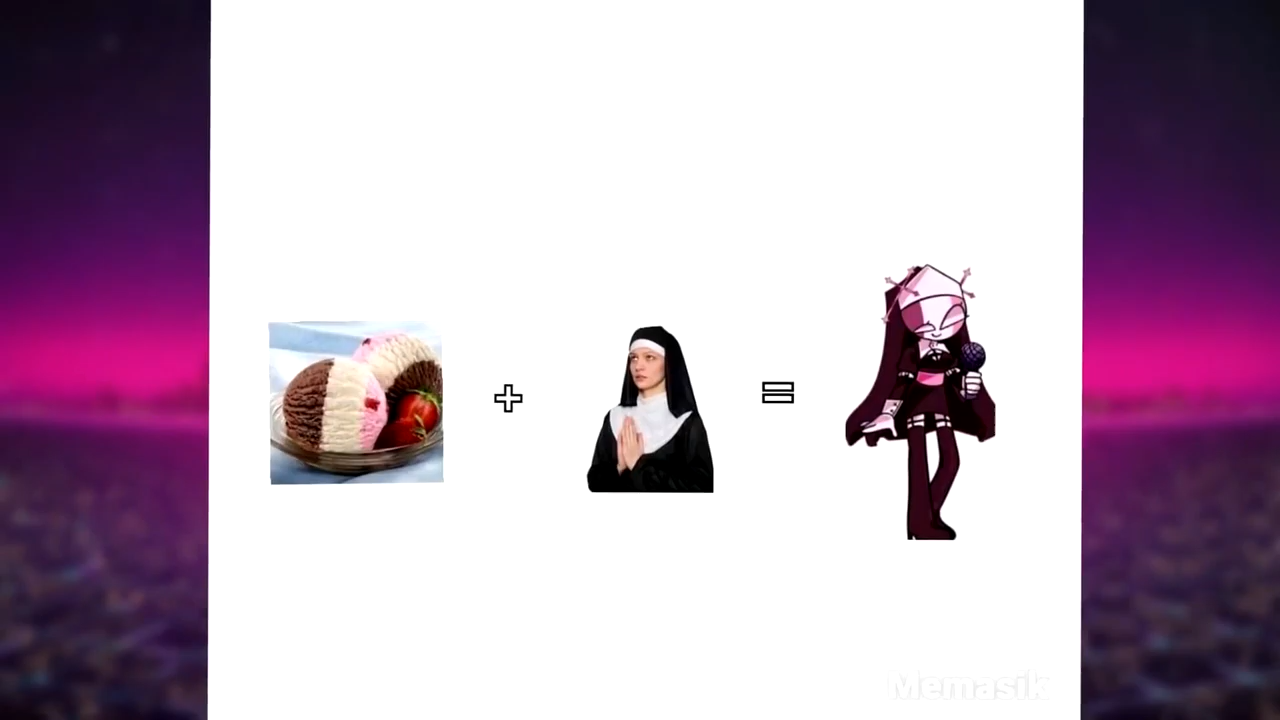 +
=
Memasik